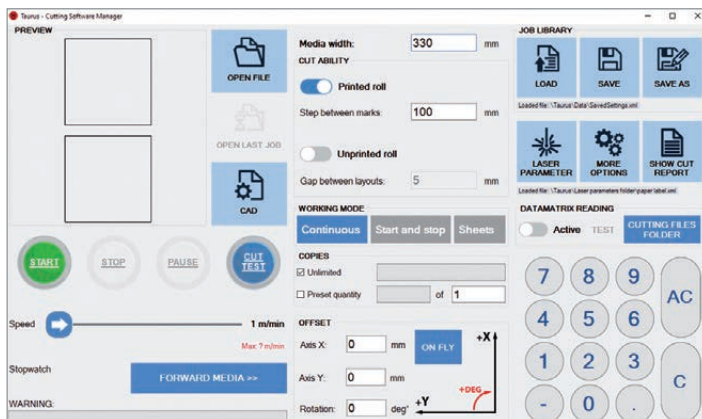 Taurus - Cutting Software Manager
PREVIEW
OPEN FILE
OPEN LAST JOB
CAD
START
STOP
PAUSE
CUT TEST
Speed
1 m/min
Max: ? m/min
Stopwatch
FORWARD MEDIA >>
WARNING:
Media width: 330 mm
CUT ABILITY
Printed roll
Step between marks: 100 mm
Unprinted roll
Gap between layouts: 5 mm
WORKING MODE
Continuous Start and stop Sheets
COPIES
Unlimited
Preset quantity of 1
OFFSET
Axis X: 0 mm
ON FLY
Axis Y: 0 mm
Rotation: 0 deg°
+X
+DEG
+Y
JOB LIBRARY
LOAD SAVE SAVE AS
Loaded file: \Taurus\Data\SavedSettings.xml
LASER PARAMETER
MORE OPTIONS
SHOW CUT REPORT
Loaded file: \Taurus\Laser parameters folder\paper label.xml
DATAMATRIX READING
Active TEST
CUTTING FILES FOLDER
7 8 9 AC
4 5 6
1 2 3 C
- 0 .